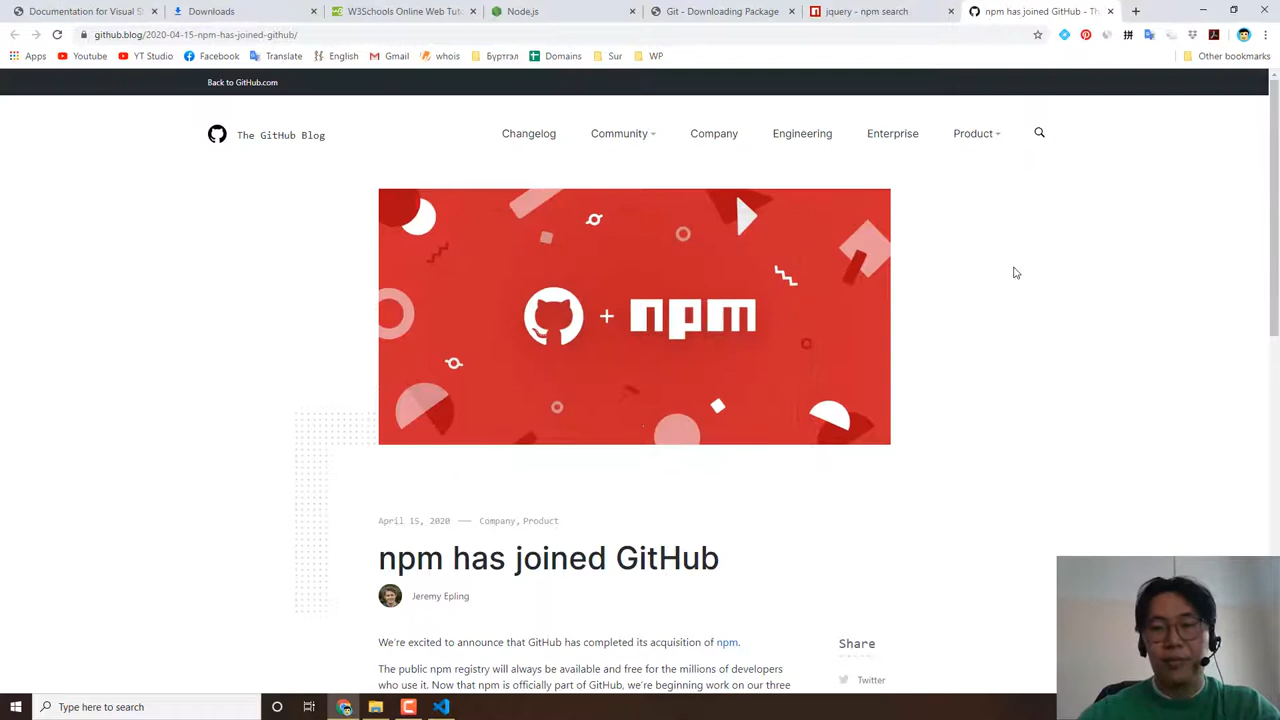 Documentation for Visual S
Downloads
W3Schools Online Web Tuto
Node.js
Git - Downloading Package
jquery - npm search
npm has joined GitHub - Th
github.blog/2020-04-15-npm-has-joined-github/
Apps
Youtube
YT Studio
Facebook
Translate
English
Gmail
whois
Буртгэл
Domains
Sur
WP
Other bookmarks
Back to GitHub.com
The GitHub Blog
Changelog
Community
Company
Engineering
Enterprise
Product
+ npm
April 15, 2020 — Company, Product
npm has joined GitHub
Jeremy Epling
We're excited to announce that GitHub has completed its acquisition of npm.
The public npm registry will always be available and free for the millions of developers
who use it. Now that npm is officially part of GitHub, we're beginning work on our three
Share
Twitter
Type here to search